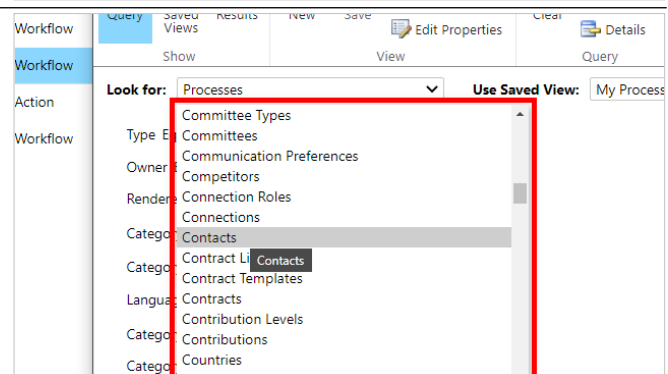 Workflow
Workflow
Action
Workflow
Query
Saved
Views
Results
New
Save
Edit Properties
Clear
Details
Show
View
Query
Look for:
Processes
Use Saved View:
My Process
Type
Owner
Rendere
Catego
Catego
Langua
Catego
Catego
Committee Types
Committees
Communication Preferences
Competitors
Connection Roles
Connections
Contacts
Contract Li
Contacts
Contract Templates
Contracts
Contribution Levels
Contributions
Countries